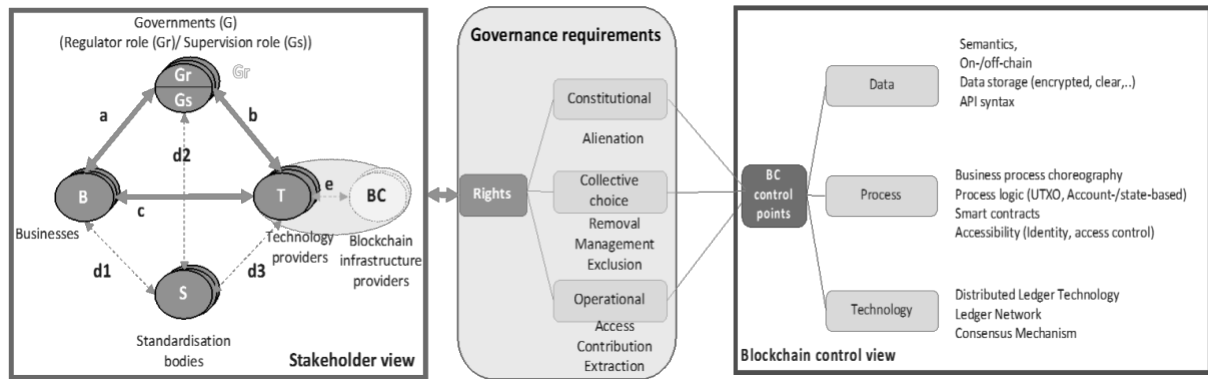 Governments (G)
(Regulator role (Gr)/ Supervision role (Gs))
Gr
Gr
Gs
a
b
d2
B
c
T
e
BC
Businesses
Technology
providers
Blockchain
infrastructure
providers
d1
d3
S
Standardisation
bodies
Stakeholder view
Governance requirements
Rights
Constitutional
Alienation
Collective
choice
Removal
Management
Exclusion
Operational
Access
Contribution
Extraction
BC
control
points
Data
Semantics,
On-/off-chain
Data storage (encrypted, clear,..)
API syntax
Process
Business process choreography
Process logic (UTXO, Account-/state-based)
Smart contracts
Accessibility (Identity, access control)
Technology
Distributed Ledger Technology
Ledger Network
Consensus Mechanism
Blockchain control view